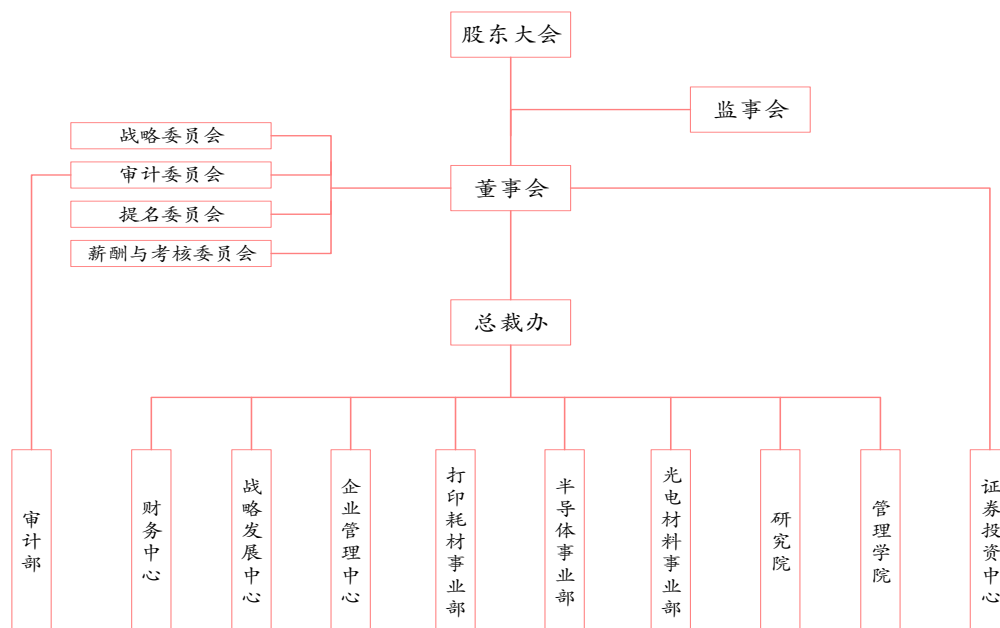 股东大会
监事会
战略委员会
审计委员会
董事会
提名委员会
薪酬与考核委员会
总裁办
审计部
财务中心
战略发展中心
企业管理中心
打印耗材事业部
半导体事业部
光电材料事业部
研究院
管理学院
证券投资中心